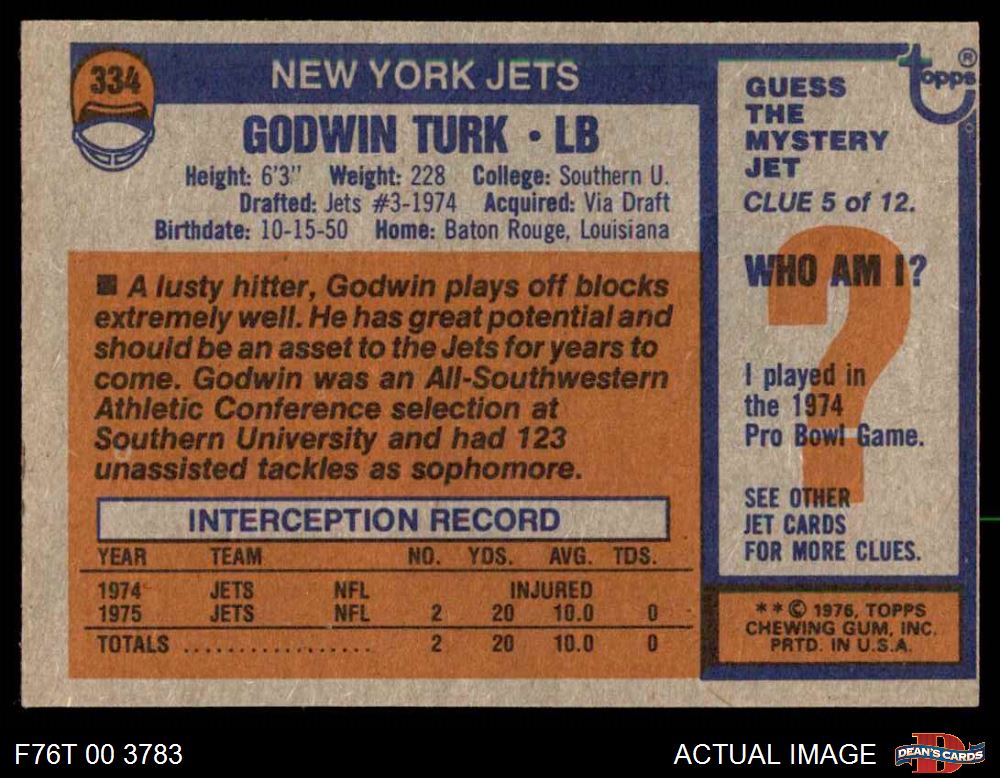 334
NEW YORK JETS
GODWIN TURK • LB
Height: 6'3" Weight: 228 College: Southern U.
Drafted: Jets #3-1974 Acquired: Via Draft
Birthdate: 10-15-50 Home: Baton Rouge, Louisiana
■ A lusty hitter, Godwin plays off blocks
extremely well. He has great potential and
should be an asset to the Jets for years to
come. Godwin was an All-Southwestern
Athletic Conference selection at
Southern University and had 123
unassisted tackles as sophomore.
INTERCEPTION RECORD
YEAR TEAM NO. YDS. AVG. TDS.
1974 JETS NFL INJURED
1975 JETS NFL 2 20 10.0 0
TOTALS ................. 2 20 10.0 0
topps ®
GUESS
THE
MYSTERY
JET
CLUE 5 of 12.
WHO AM I?
?
I played in
the 1974
Pro Bowl Game.
SEE OTHER
JET CARDS
FOR MORE CLUES.
* * © 1976, TOPPS
CHEWING GUM, INC.
PRTD. IN U.S.A.
F76T 00 3783
ACTUAL IMAGE
D
DEAN'S CARDS